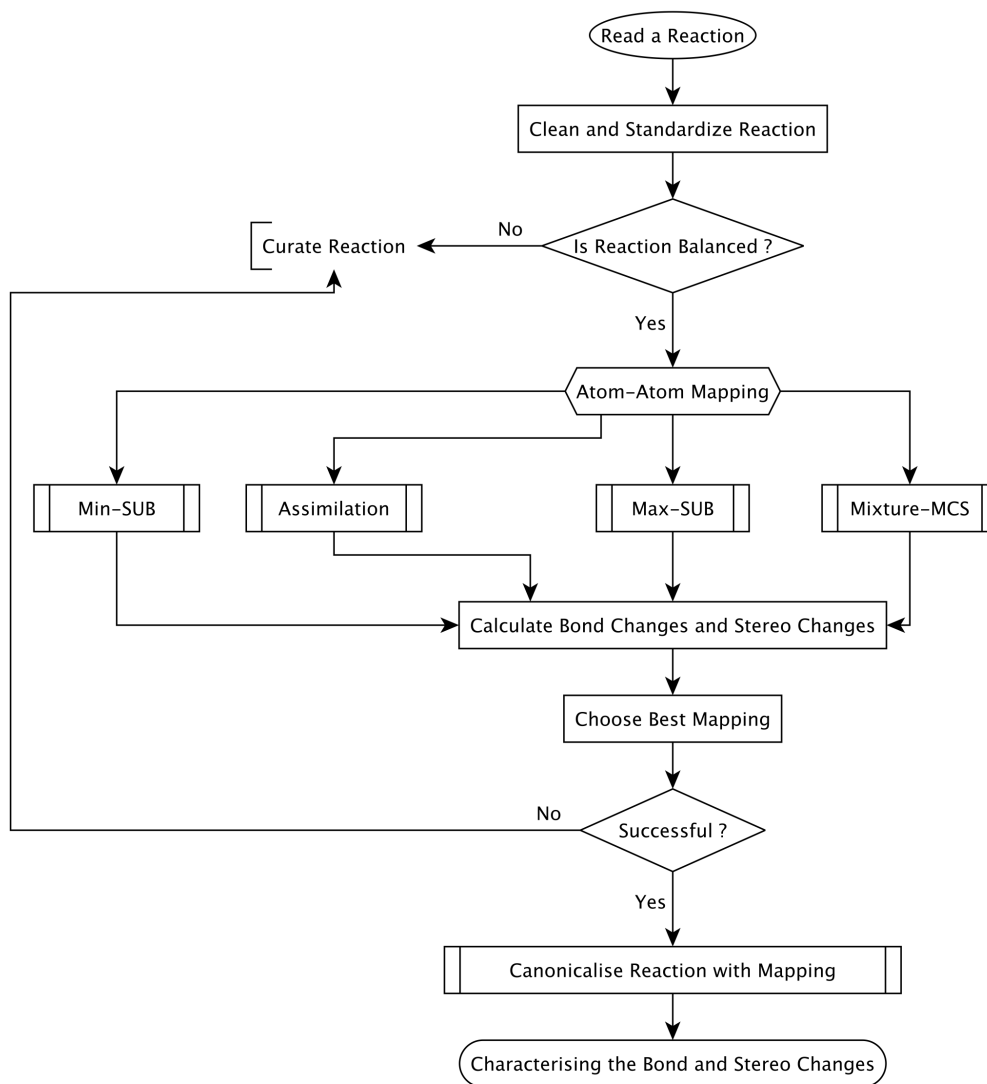 Read a Reaction
Clean and Standardize Reaction
No
Curate Reaction
Is Reaction Balanced ?
Yes
Atom–Atom Mapping
Min–SUB
Assimilation
Max–SUB
Mixture–MCS
Calculate Bond Changes and Stereo Changes
Choose Best Mapping
No
Successful ?
Yes
Canonicalise Reaction with Mapping
Characterising the Bond and Stereo Changes